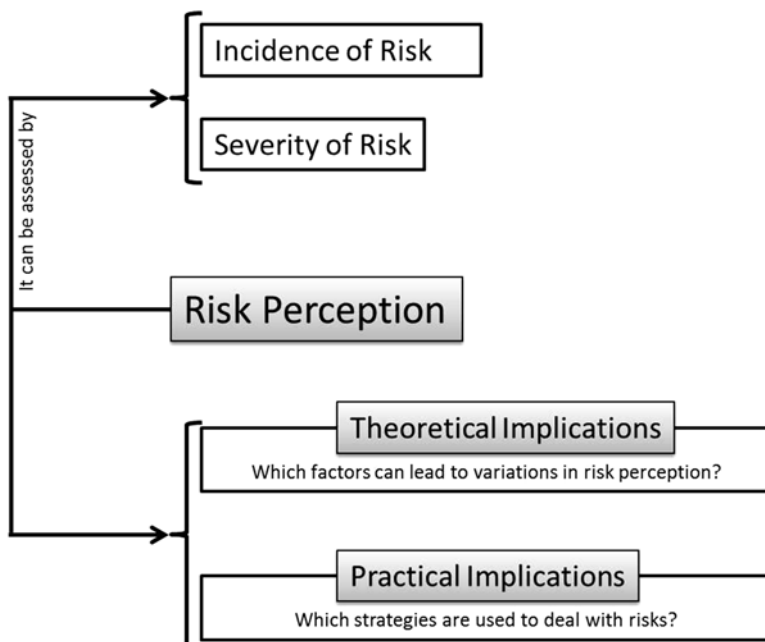 Incidence of Risk
Severity of Risk
It can be assessed by
Risk Perception
Theoretical Implications
Which factors can lead to variations in risk perception?
Practical Implications
Which strategies are used to deal with risks?